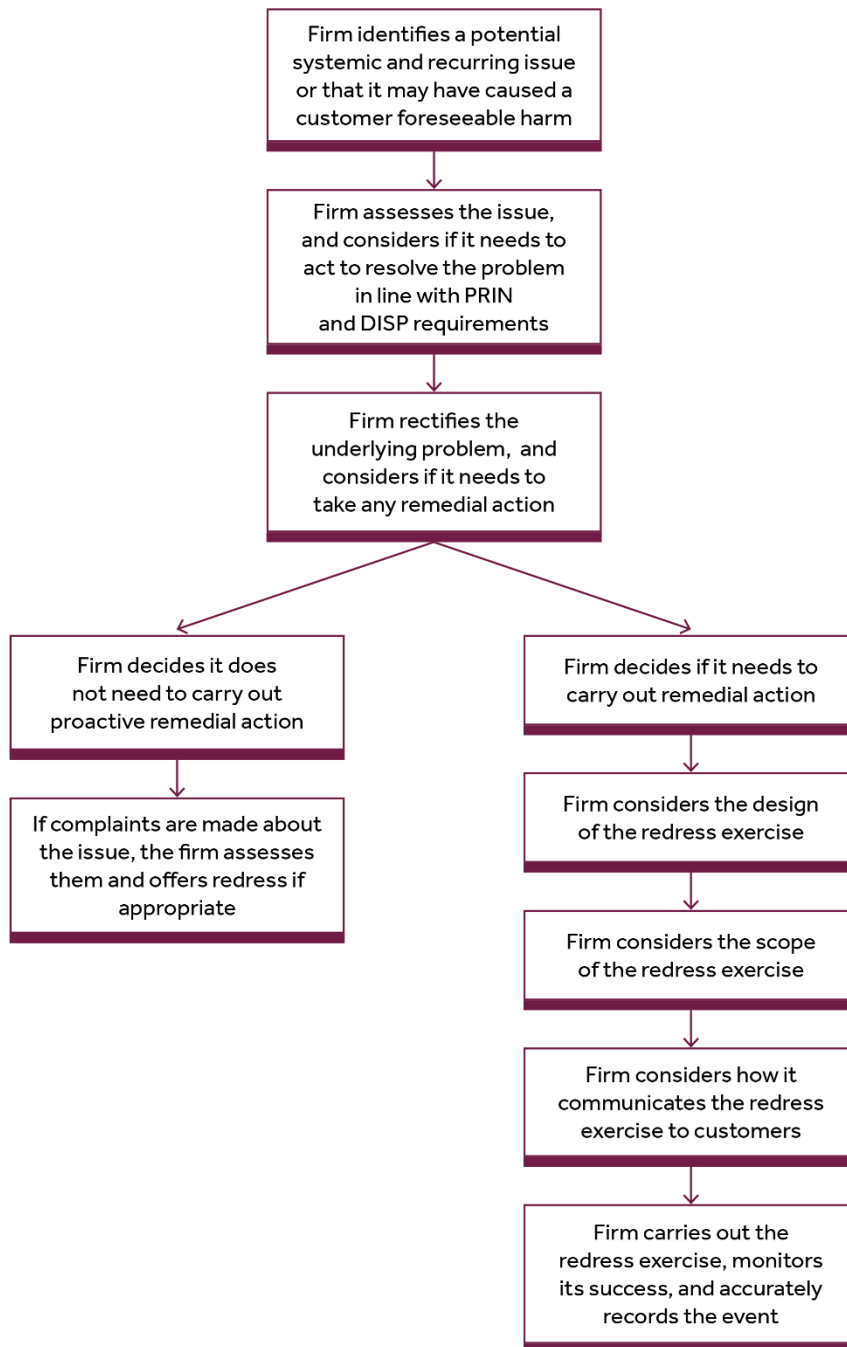 Firm identifies a potential
systemic and recurring issue
or that it may have caused a
customer foreseeable harm
Firm assesses the issue,
and considers if it needs to
act to resolve the problem
in line with PRIN
and DISP requirements
Firm rectifies the
underlying problem, and
considers if it needs to
take any remedial action
Firm decides it does
not need to carry out
proactive remedial action
If complaints are made about
the issue, the firm assesses
them and offers redress if
appropriate
Firm decides if it needs to
carry out remedial action
Firm considers the design
of the redress exercise
Firm considers the scope
of the redress exercise
Firm considers how it
communicates the redress
exercise to customers
Firm carries out the
redress exercise, monitors
its success, and accurately
records the event